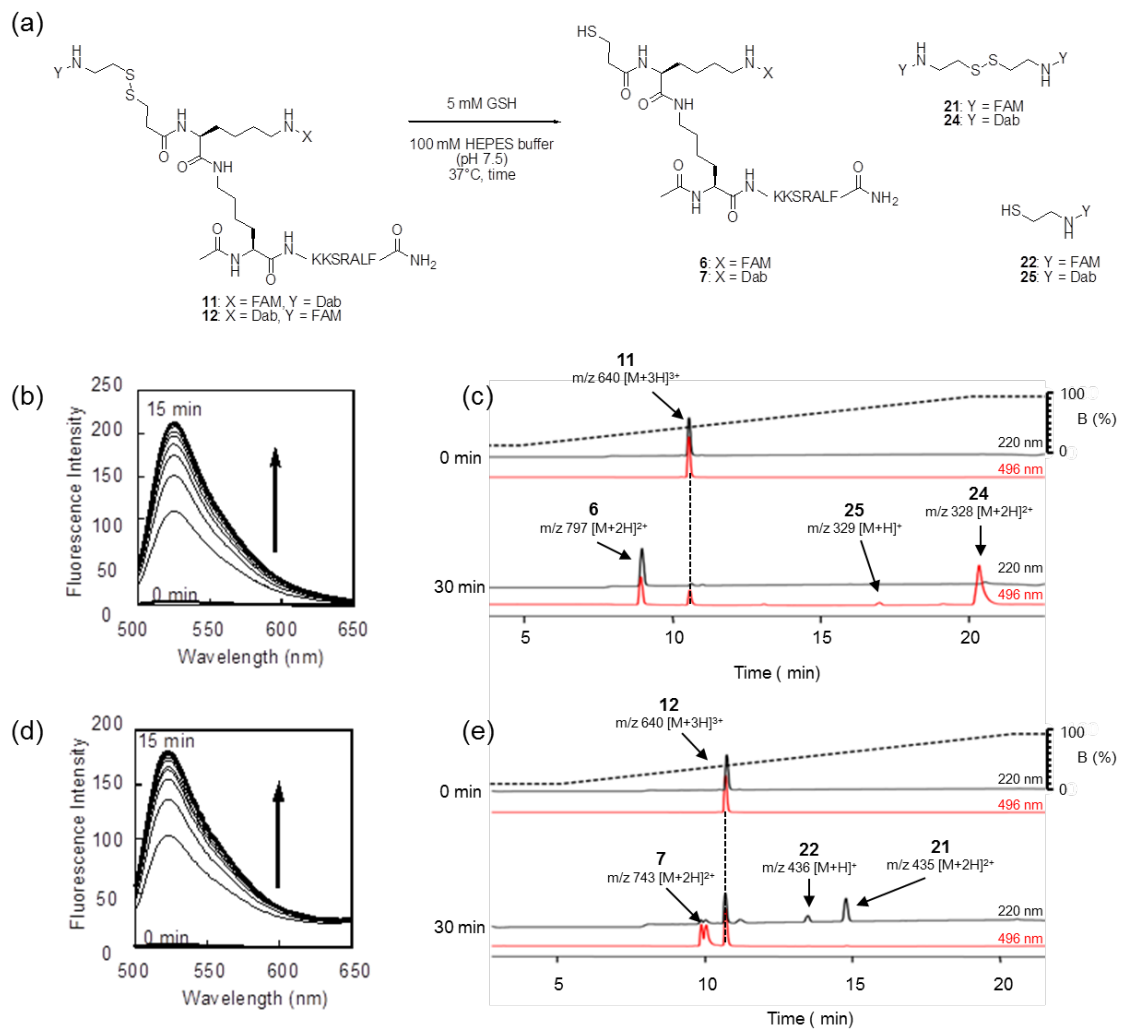 (a)
H
N
Y
S
S
O
H
N
O
NH
H
N
X
O
N
H
O
H
N
KKSRALF
O
NH2
11: X = FAM, Y = Dab
12: X = Dab, Y = FAM
5 mM GSH
100 mM HEPES buffer
(pH 7.5)
37°C, time
HS
O
H
N
O
NH
H
N
X
O
N
H
O
H
N
KKSRALF
O
NH2
6: X = FAM
7: X = Dab
H
N
Y
S
S
N
H
Y
21: Y = FAM
24: Y = Dab
HS
N
H
Y
22: Y = FAM
25: Y = Dab
(b)
Fluorescence Intensity
250
200
150
100
50
0
15 min
0 min
500 550 600 650
Wavelength (nm)
(c)
11
m/z 640 [M+3H]3+
100
B (%)
0
220 nm
496 nm
0 min
6
m/z 797 [M+2H]2+
25
m/z 329 [M+H]+
24
m/z 328 [M+2H]2+
220 nm
496 nm
30 min
5 10 15 20
Time ( min)
(d)
Fluorescence Intensity
200
150
100
50
0
15 min
0 min
500 550 600 650
Wavelength (nm)
(e)
12
m/z 640 [M+3H]3+
100
B (%)
0
220 nm
496 nm
0 min
7
m/z 743 [M+2H]2+
22
m/z 436 [M+H]+
21
m/z 435 [M+2H]2+
220 nm
496 nm
30 min
5 10 15 20
Time ( min)